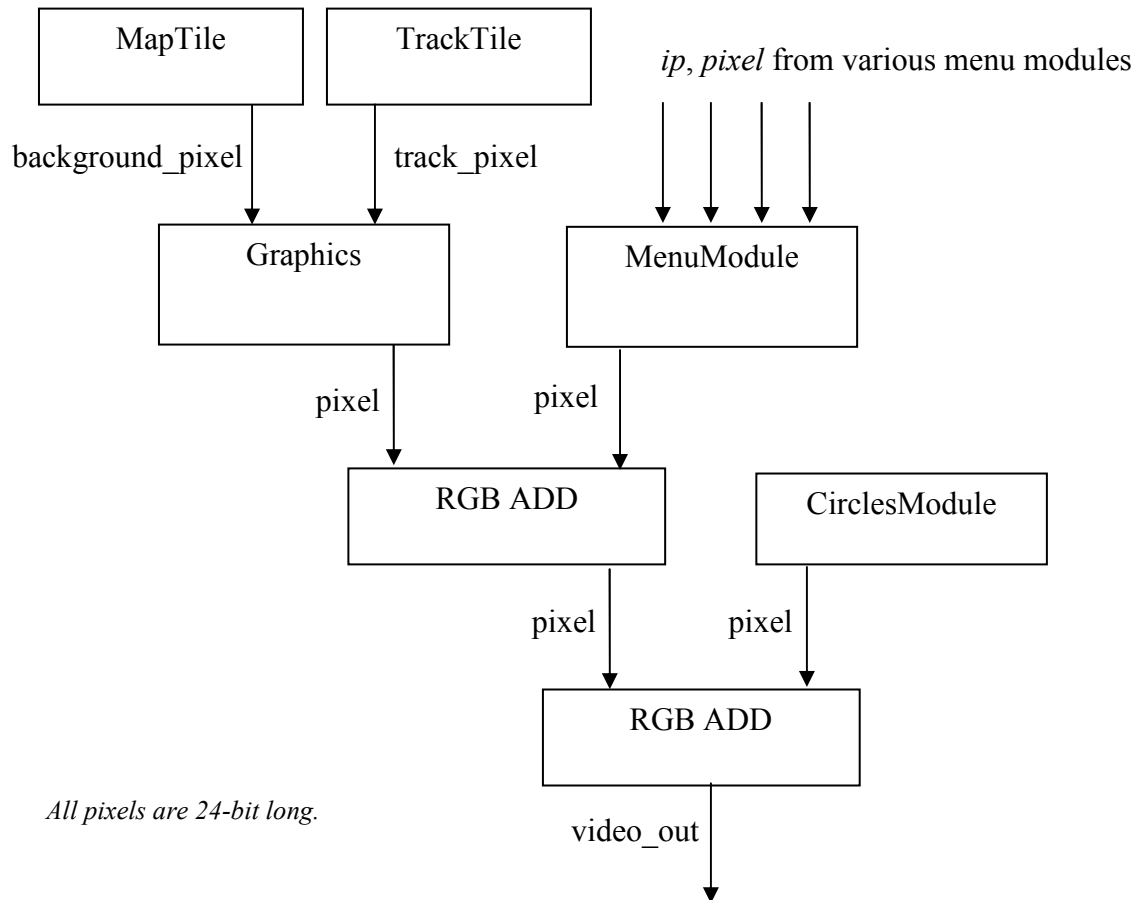 MapTile
TrackTile
ip, pixel from various menu modules
background_pixel
track_pixel
Graphics
MenuModule
pixel
pixel
RGB ADD
CirclesModule
pixel
pixel
RGB ADD
All pixels are 24-bit long.
video_out